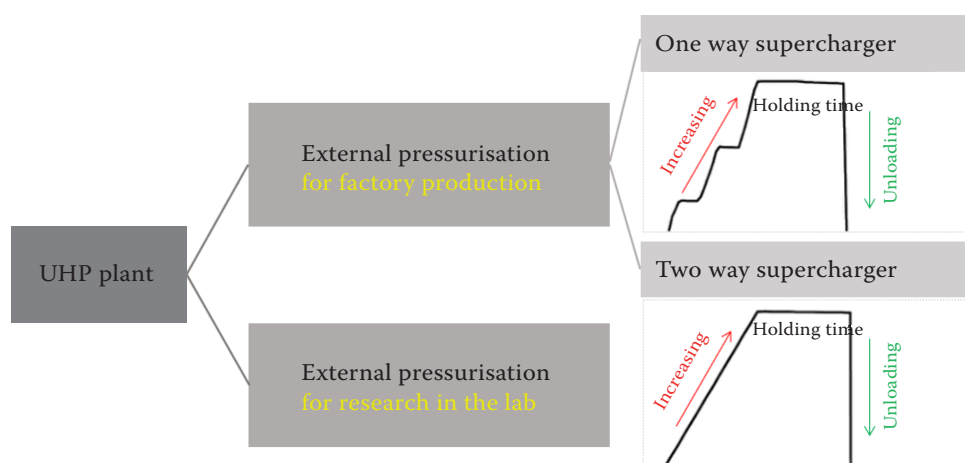 UHP plant
External pressurisation
for factory production
External pressurisation
for research in the lab
One way supercharger
Increasing
Holding time
Unloading
Two way supercharger
Increasing
Holding time
Unloading